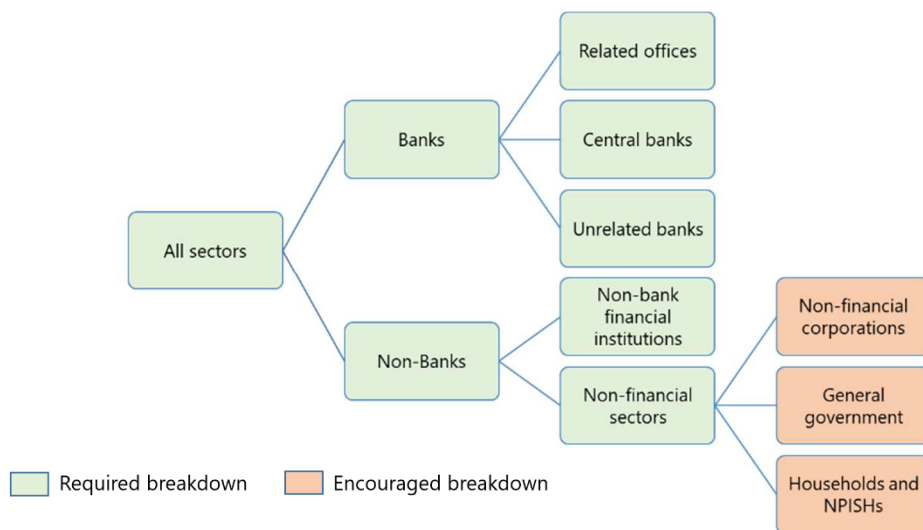 Related offices
Banks
Central banks
All sectors
Unrelated banks
Non-bank
financial
institutions
Non-financial
corporations
Non-Banks
Non-financial
sectors
General
government
Households and
NPISHs
Required breakdown
Encouraged breakdown